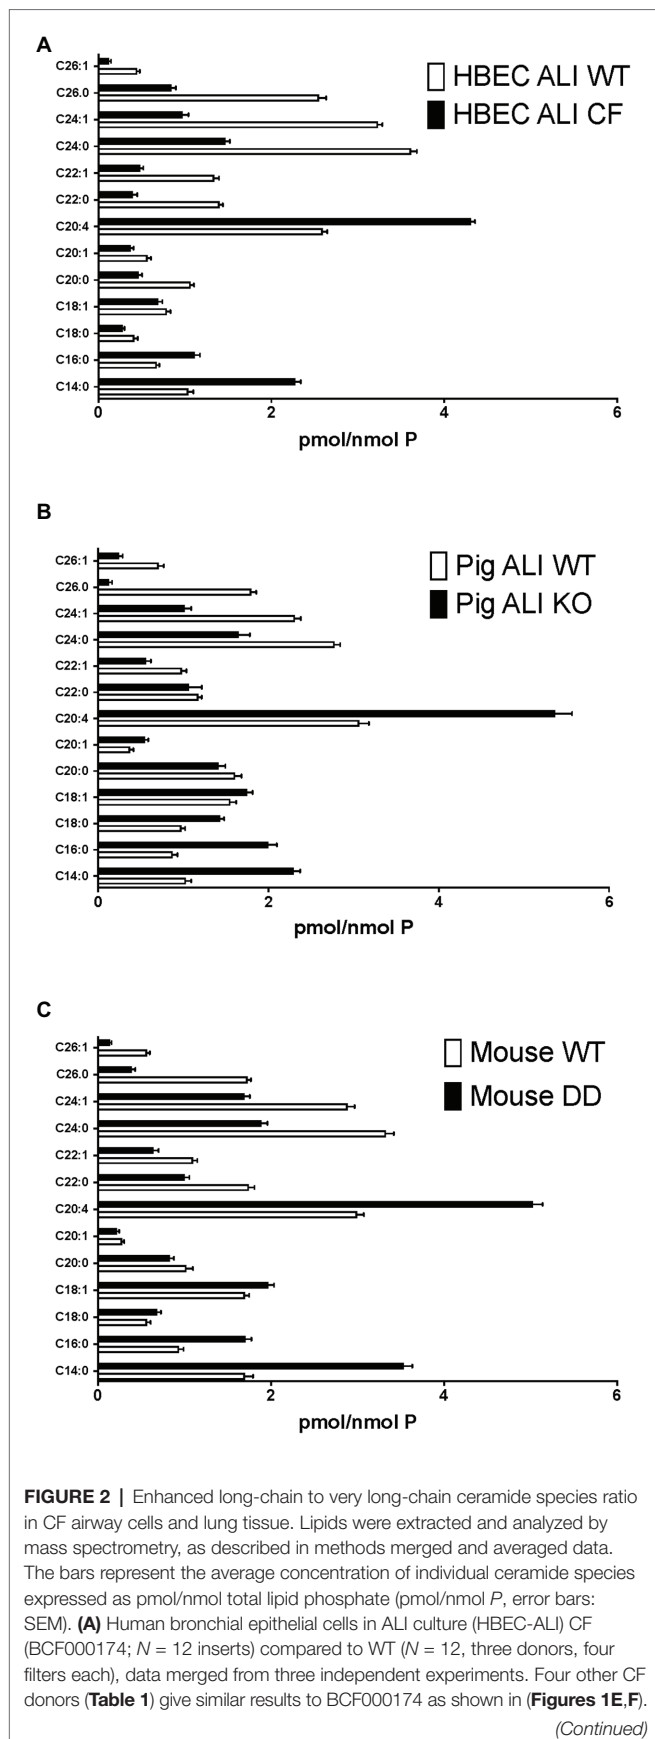 A
C26:1
C26.0
C24:1
C24:0
C22:1
C22:0
C20:4
C20:1
C20:0
C18:1
C18:0
C16:0
C14:0
HBEC ALI WT
HBEC ALI CF
0 2 4 6
pmol/nmol P
B
C26:1
C26.0
C24:1
C24:0
C22:1
C22:0
C20:4
C20:1
C20:0
C18:1
C18:0
C16:0
C14:0
Pig ALI WT
Pig ALI KO
0 2 4 6
pmol/nmol P
C
C26:1
C26.0
C24:1
C24:0
C22:1
C22:0
C20:4
C20:1
C20:0
C18:1
C18:0
C16:0
C14:0
Mouse WT
Mouse DD
0 2 4 6
pmol/nmol P
FIGURE 2 | Enhanced long-chain to very long-chain ceramide species ratio
in CF airway cells and lung tissue. Lipids were extracted and analyzed by
mass spectrometry, as described in methods merged and averaged data.
The bars represent the average concentration of individual ceramide species
expressed as pmol/nmol total lipid phosphate (pmol/nmol P, error bars:
SEM). (A) Human bronchial epithelial cells in ALI culture (HBEC-ALI) CF
(BCF000174; N = 12 inserts) compared to WT (N = 12, three donors, four
filters each), data merged from three independent experiments. Four other CF
donors (Table 1) give similar results to BCF000174 as shown in (Figures 1E,F).
(Continued)